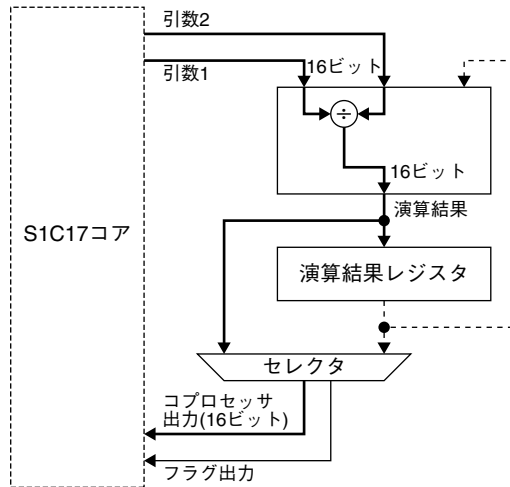 引数2
引数1
16ビット
÷
16ビット
演算結果
S1C17コア
演算結果レジスタ
セレクタ
コプロセッサ
出力(16ビット)
フラグ出力